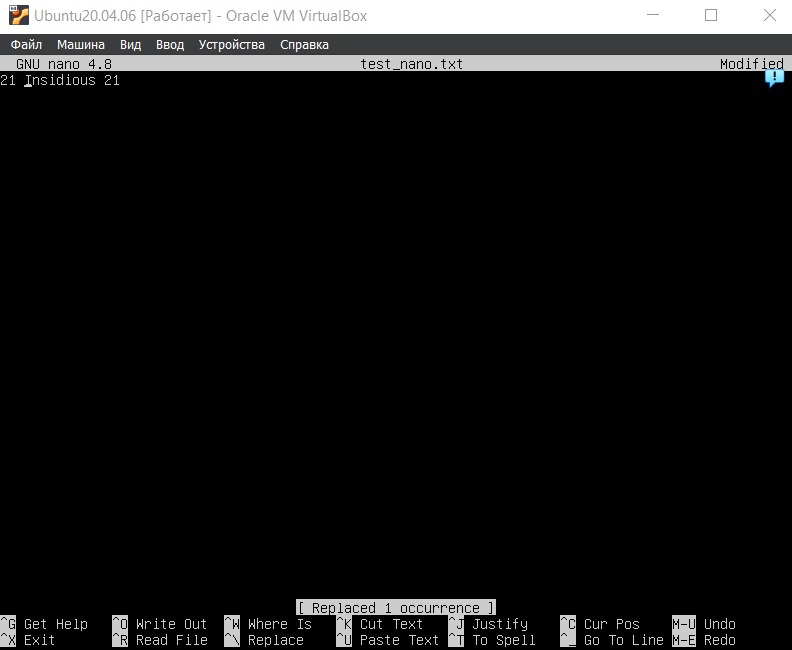 Ubuntu20.04.06 [Работает] - Oracle VM VirtualBox
Файл Машина Вид Ввод Устройства Справка
GNU nano 4.8 test_nano.txt Modified
21 Insidious 21
[ Replaced 1 occurrence ]
^G Get Help ^O Write Out ^W Where Is ^K Cut Text ^J Justify ^C Cur Pos M-U Undo
^X Exit ^R Read File ^\ Replace ^U Paste Text ^T To Spell ^_ Go To Line M-E Redo